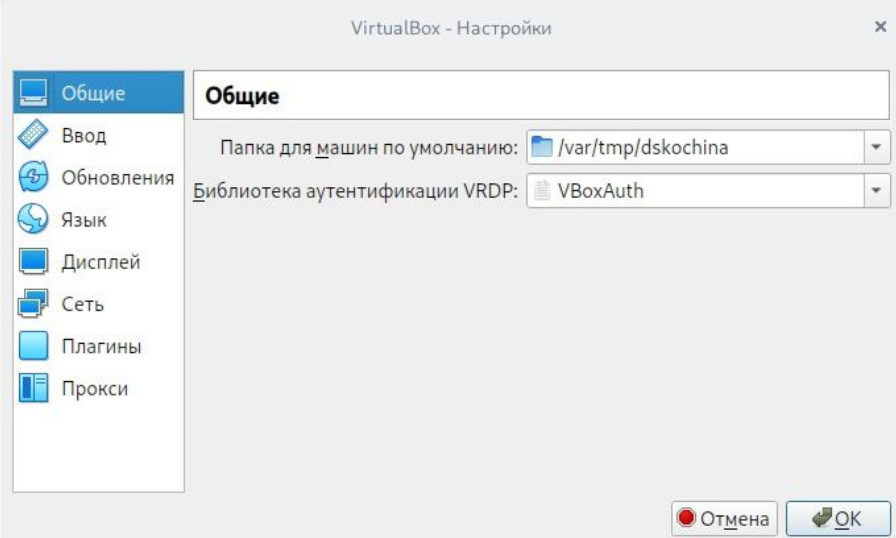 VirtualBox - Настройки
Общие
Ввод
Обновления
Язык
Дисплей
Сеть
Плагины
Прокси
Общие
Папка для машин по умолчанию: /var/tmp/dskochina
Библиотека аутентификации VRDP: VBoxAuth
Отмена
OK